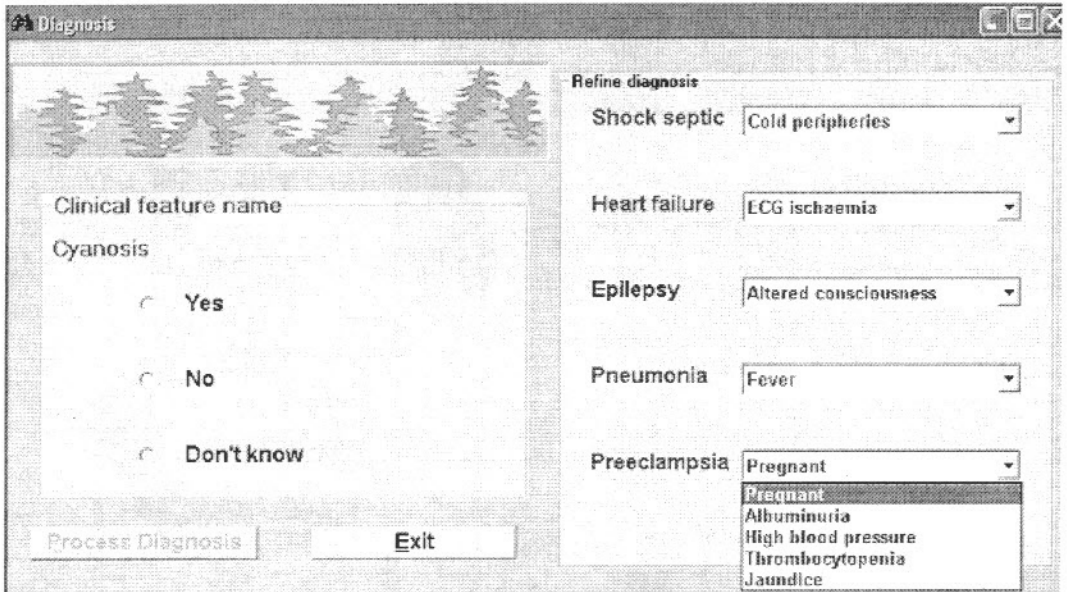 Diagnosis
Clinical feature name
Cyanosis
Yes
No
Don't know
Process Diagnosis
Exit
Refine diagnosis
Shock septic Cold peripheries
Heart failure ECG ischaemia
Epilepsy Altered consciousness
Pneumonia Fever
Preeclampsia Pregnant
Pregnant
Albuminuria
High blood pressure
Thrombocytopenia
Jaundice